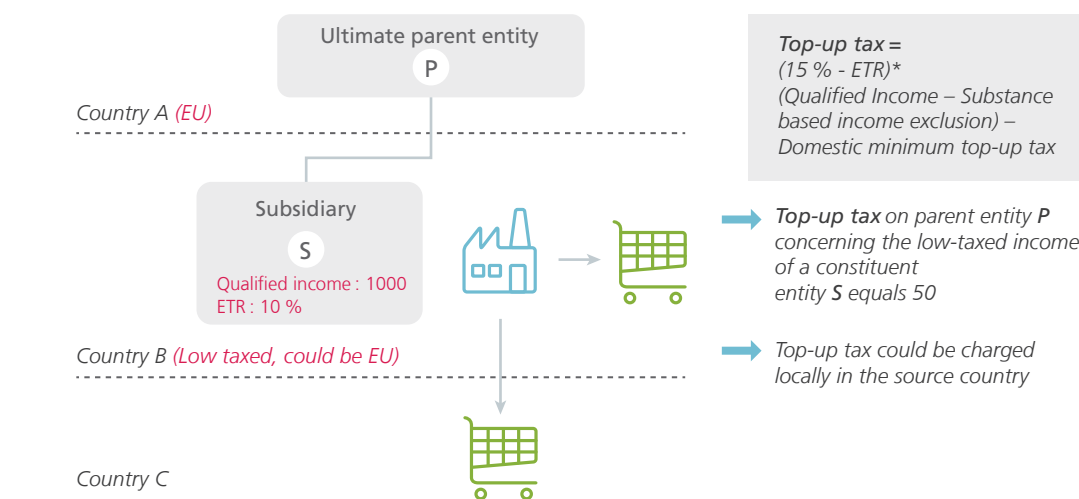 Ultimate parent entity
P
Country A (EU)
Subsidiary
S
Qualified income : 1000
ETR : 10 %
Country B (Low taxed, could be EU)
Country C
Top-up tax =
(15 % - ETR)*
(Qualified Income – Substance
based income exclusion) –
Domestic minimum top-up tax
Top-up tax on parent entity P
concerning the low-taxed income
of a constituent
entity S equals 50
Top-up tax could be charged
locally in the source country